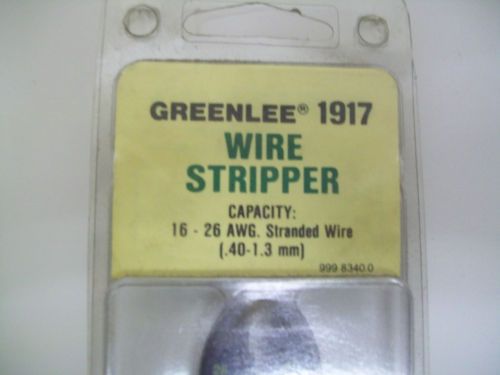 GREENLEE® 1917
WIRE
STRIPPER
CAPACITY:
16 - 26 AWG. Stranded Wire
(.40-1.3 mm)
999 8340.0